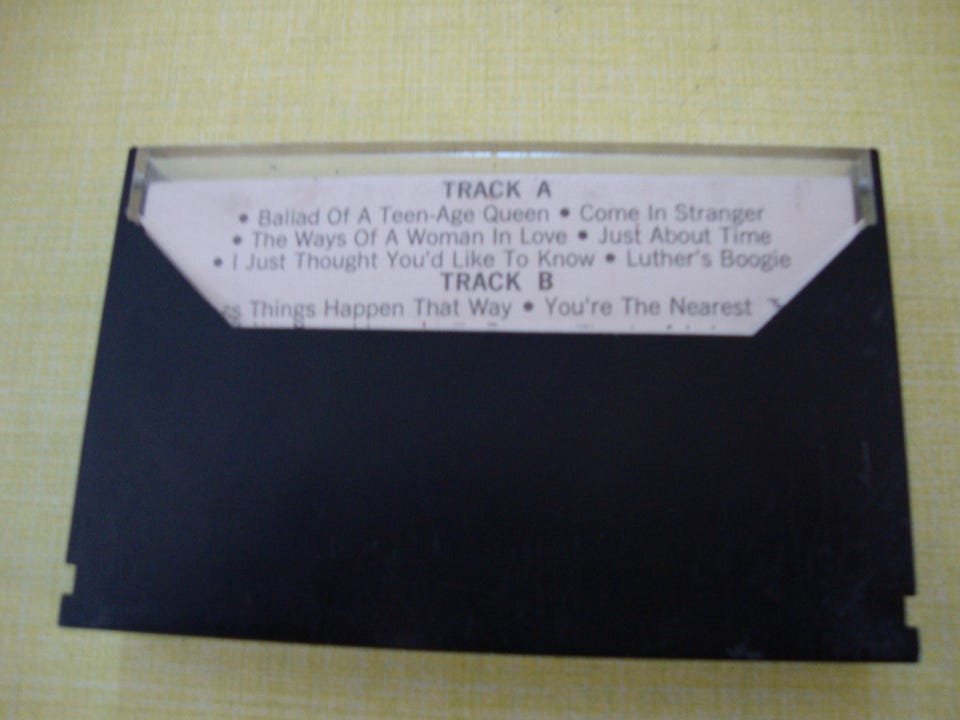 TRACK A
• Ballad Of A Teen-Age Queen • Come In Stranger
• The Ways Of A Woman In Love • Just About Time
• I Just Thought You'd Like To Know • Luther's Boogie
TRACK B
Things Happen That Way • You're The Nearest